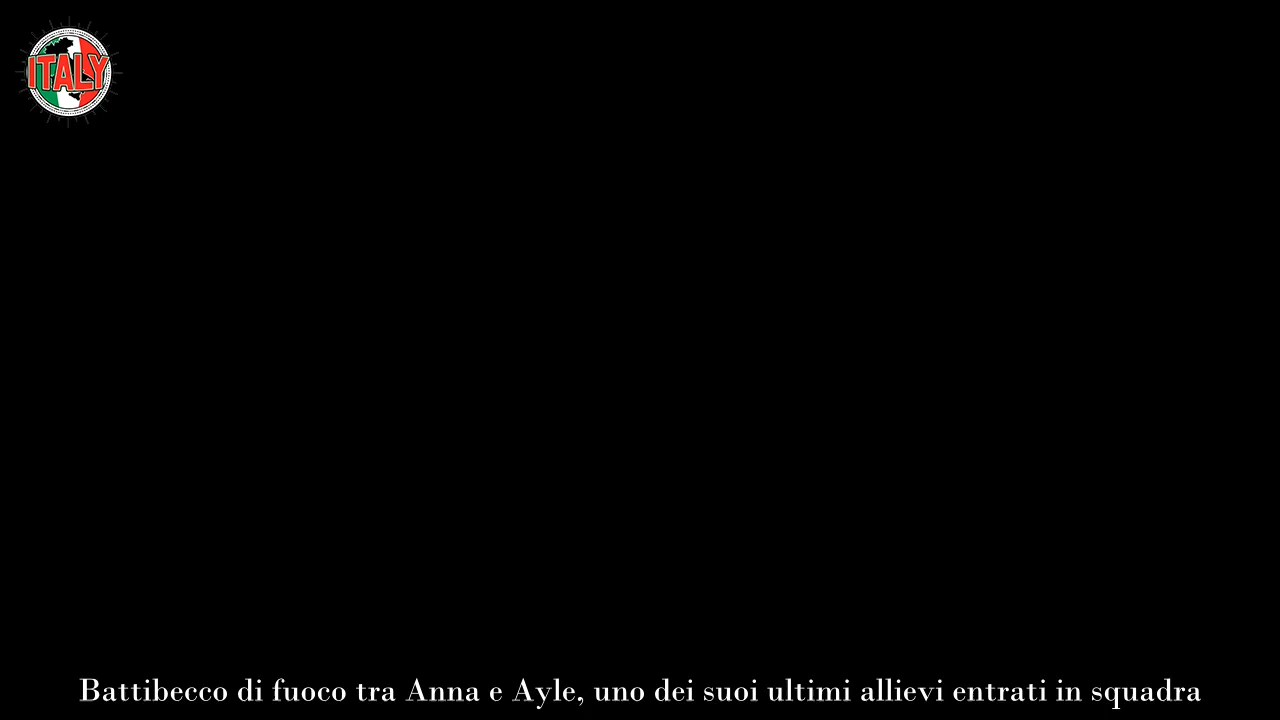 ITALY
Battibecco di fuoco tra Anna e Ayle, uno dei suoi ultimi allievi entrati in squadra